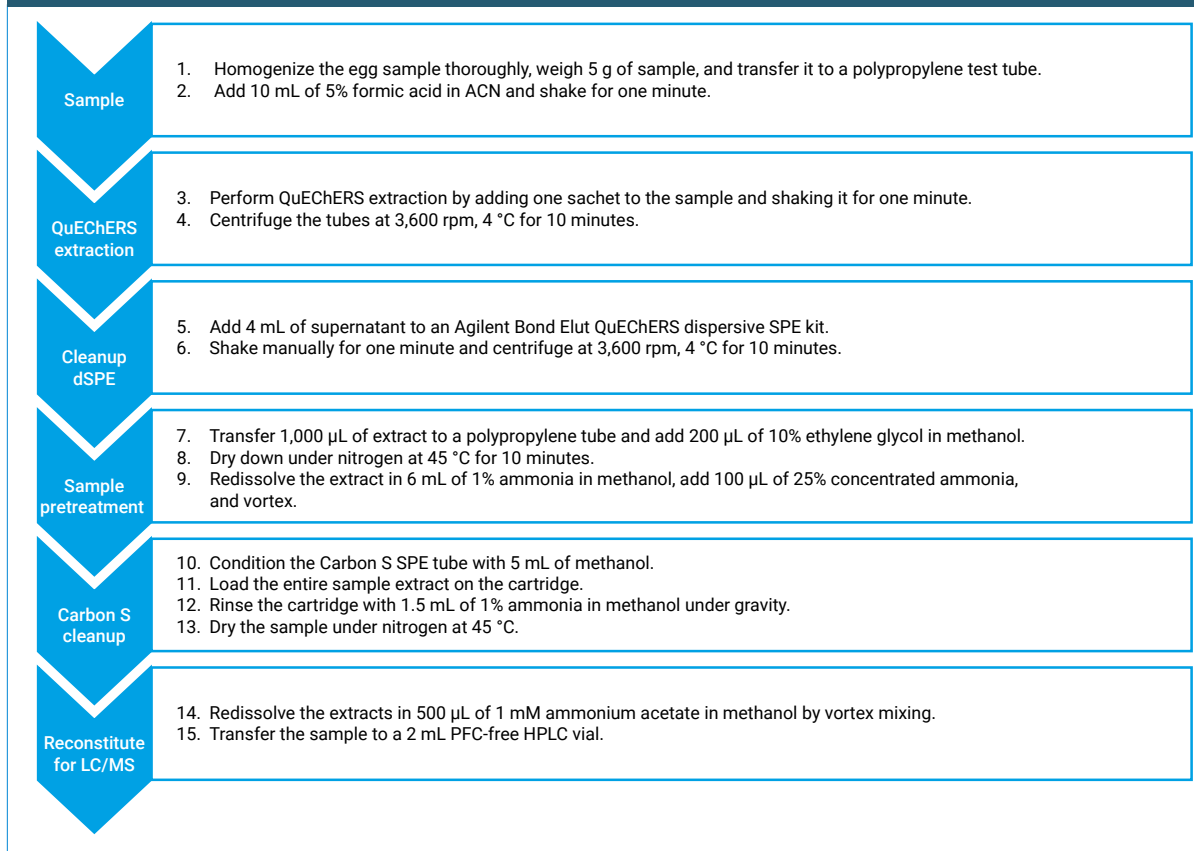 Sample
1. Homogenize the egg sample thoroughly, weigh 5 g of sample, and transfer it to a polypropylene test tube.
2. Add 10 mL of 5% formic acid in ACN and shake for one minute.
QuEChERS
extraction
3. Perform QuEChERS extraction by adding one sachet to the sample and shaking it for one minute.
4. Centrifuge the tubes at 3,600 rpm, 4 °C for 10 minutes.
Cleanup
dSPE
5. Add 4 mL of supernatant to an Agilent Bond Elut QuEChERS dispersive SPE kit.
6. Shake manually for one minute and centrifuge at 3,600 rpm, 4 °C for 10 minutes.
Sample
pretreatment
7. Transfer 1,000 µL of extract to a polypropylene tube and add 200 µL of 10% ethylene glycol in methanol.
8. Dry down under nitrogen at 45 °C for 10 minutes.
9. Redissolve the extract in 6 mL of 1% ammonia in methanol, add 100 µL of 25% concentrated ammonia,
and vortex.
Carbon S
cleanup
10. Condition the Carbon S SPE tube with 5 mL of methanol.
11. Load the entire sample extract on the cartridge.
12. Rinse the cartridge with 1.5 mL of 1% ammonia in methanol under gravity.
13. Dry the sample under nitrogen at 45 °C.
Reconstitute
for LC/MS
14. Redissolve the extracts in 500 µL of 1 mM ammonium acetate in methanol by vortex mixing.
15. Transfer the sample to a 2 mL PFC-free HPLC vial.